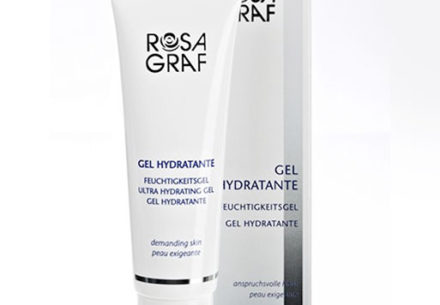 ROSA
GRAF
GEL HYDRATANTE
FEUCHTIGKEITSGEL
ULTRA HYDRATING GEL
GEL HYDRATANTE
demanding skin
peau exigeante
GRAF
GEL
HYDRATANTE
FEUCHTIGKEITSGEL
GEL HYDRATANTE
anspruchsvolle
peau